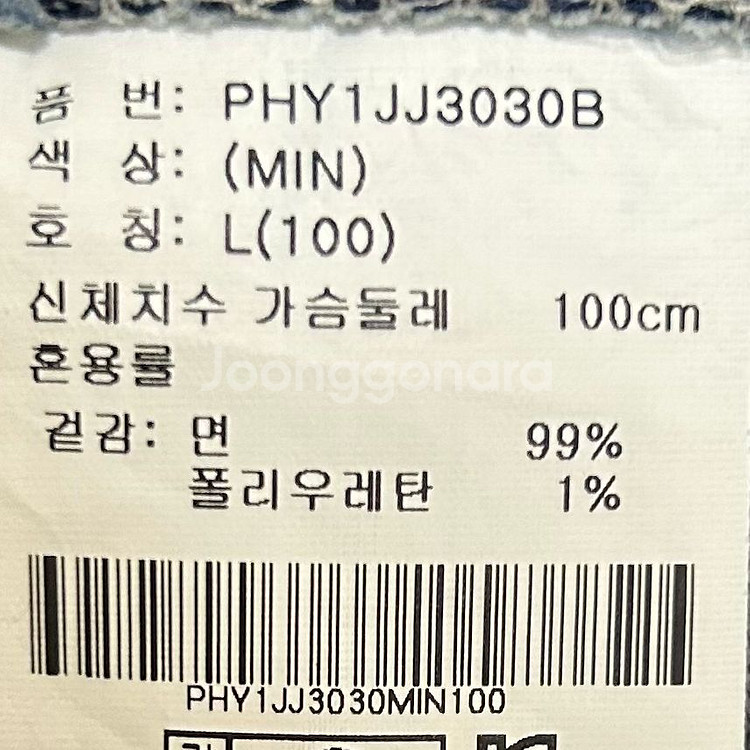 품 번: PHY1JJ3030B
색 상: (MIN)
호 칭: L(100)
신체치수 가슴둘레 100cm
혼용률
Joonggonara
겉감: 면 99%
폴리우레탄 1%
PHY1JJ3030MIN100